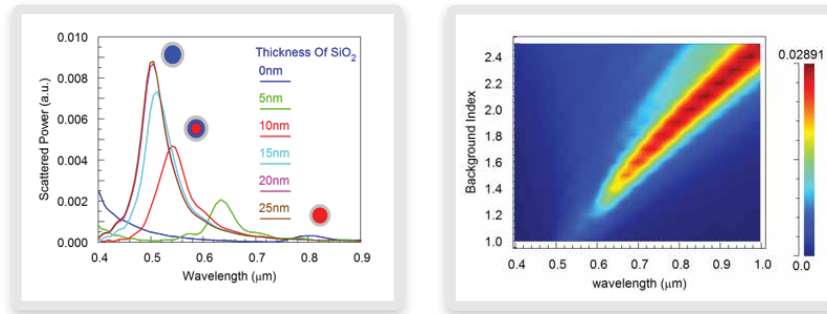 0.010
0.008
0.006
0.004
0.002
0.000
Scattered Power (a.u.)
0.4 0.5 0.6 0.7 0.8 0.9
Wavelength (μm)
Thickness Of SiO₂
0nm
5nm
10nm
15nm
20nm
25nm
2.4
2.2
2.0
1.8
1.6
1.4
1.2
1.0
Background Index
0.4 0.5 0.6 0.7 0.8 0.9 1.0
wavelength (μm)
0.02891
0.0